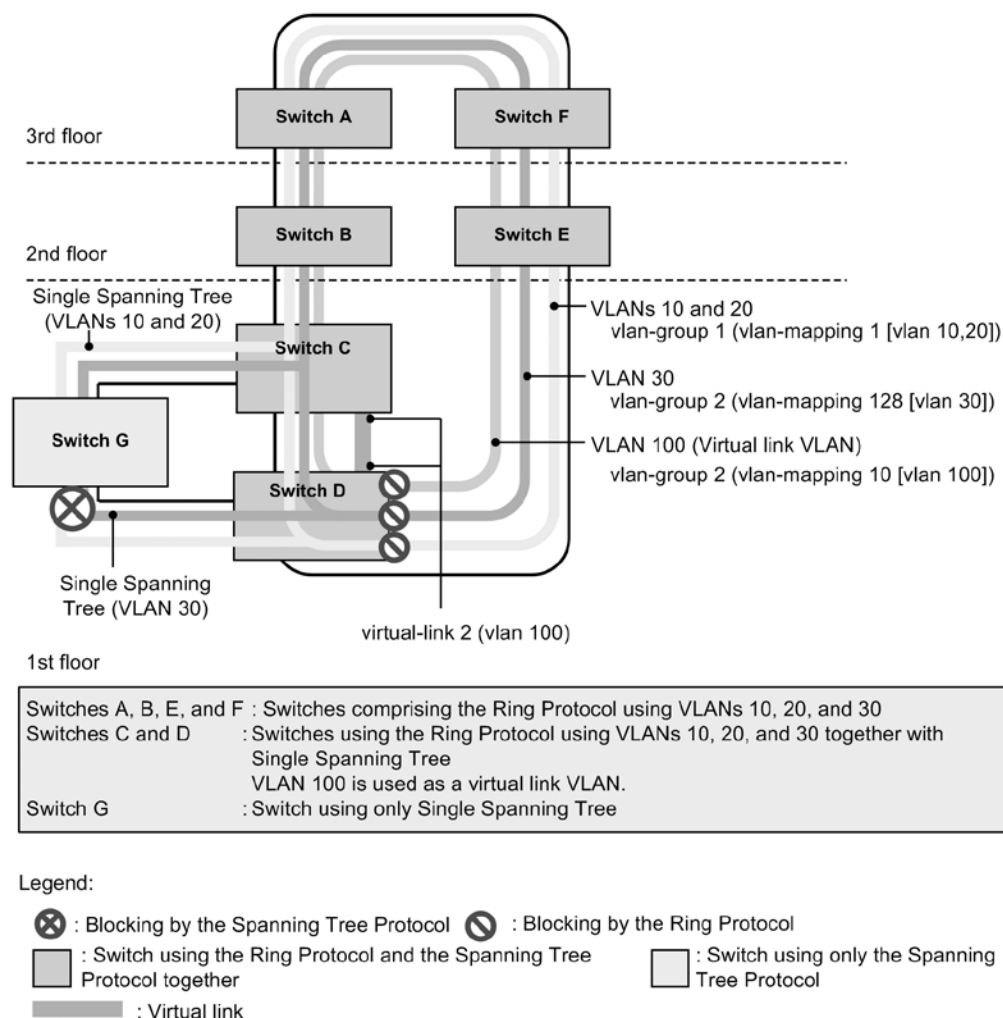 Switch A
Switch F
3rd floor
Switch B
Switch E
2nd floor
Single Spanning Tree
(VLANs 10 and 20)
Switch C
VLANs 10 and 20
vlan-group 1 (vlan-mapping 1 [vlan 10,20])
VLAN 30
vlan-group 2 (vlan-mapping 128 [vlan 30])
Switch G
VLAN 100 (Virtual link VLAN)
vlan-group 2 (vlan-mapping 10 [vlan 100])
Switch D
Single Spanning
Tree (VLAN 30)
virtual-link 2 (vlan 100)
1st floor
Switches A, B, E, and F : Switches comprising the Ring Protocol using VLANs 10, 20, and 30
Switches C and D : Switches using the Ring Protocol using VLANs 10, 20, and 30 together with
Single Spanning Tree
VLAN 100 is used as a virtual link VLAN.
Switch G : Switch using only Single Spanning Tree
Legend:
: Blocking by the Spanning Tree Protocol : Blocking by the Ring Protocol
: Switch using the Ring Protocol and the Spanning Tree
Protocol together
: Switch using only the Spanning
Tree Protocol
: Virtual link